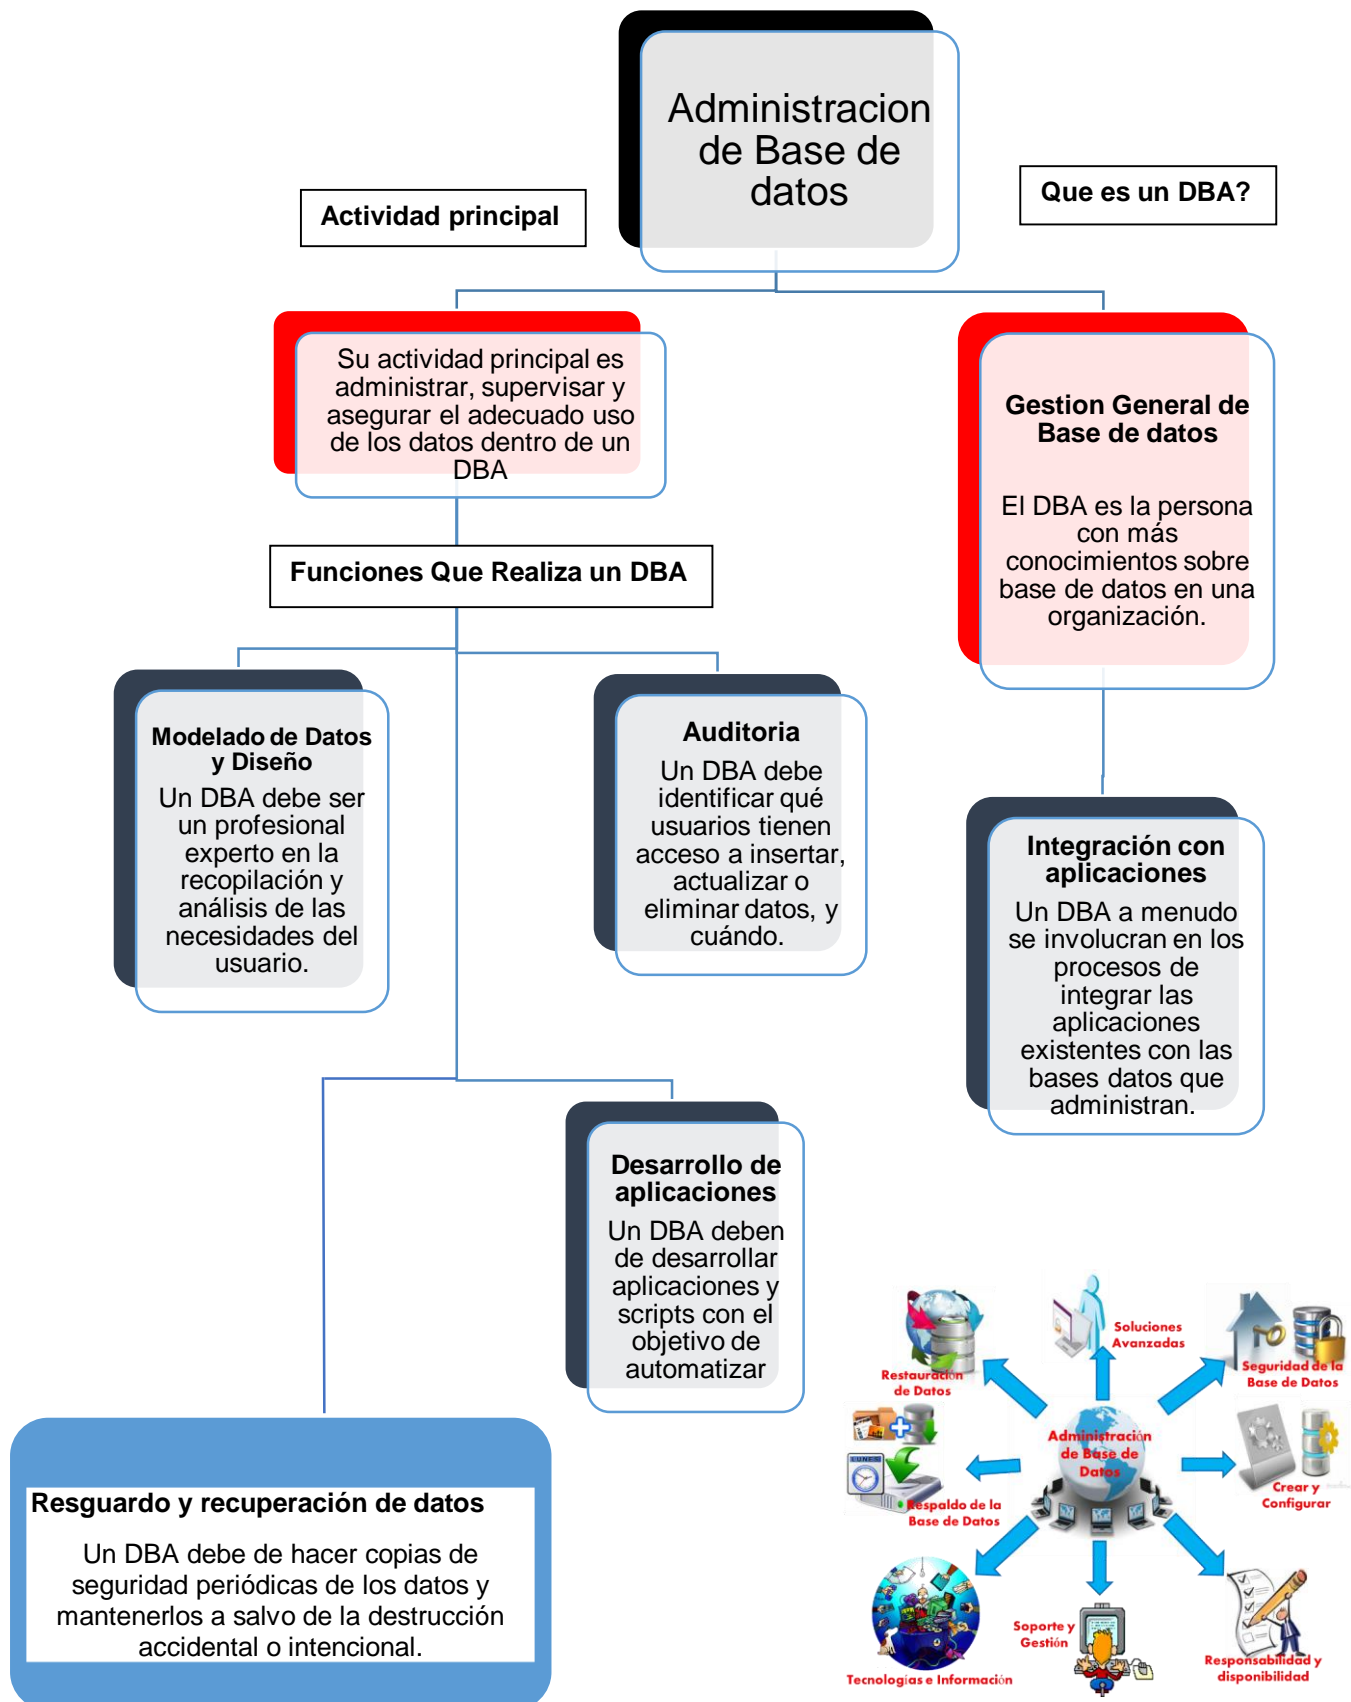 Administracion
de Base de
datos
Actividad principal
Que es un DBA?
Su actividad principal es
administrar, supervisar y
asegurar el adecuado uso
de los datos dentro de un
DBA
Gestion General de
Base de datos
El DBA es la persona
con más
conocimientos sobre
base de datos en una
organización.
Funciones Que Realiza un DBA
Modelado de Datos
y Diseño
Un DBA debe ser
un profesional
experto en la
recopilación y
análisis de las
necesidades del
usuario.
Auditoria
Un DBA debe
identificar qué
usuarios tienen
acceso a insertar,
actualizar o
eliminar datos, y
cuándo.
Integración con
aplicaciones
Un DBA a menudo
se involucran en los
procesos de
integrar las
aplicaciones
existentes con las
bases datos que
administran.
Desarrollo de
aplicaciones
Un DBA deben
de desarrollar
aplicaciones y
scripts con el
objetivo de
automatizar
Resguardo y recuperación de datos
Un DBA debe de hacer copias de
seguridad periódicas de los datos y
mantenerlos a salvo de la destrucción
accidental o intencional.
Soluciones
Avanzadas
Restauración
de Datos
Seguridad de la
Base de Datos
Administración
de Base de
Datos
LUNES
Respaldo de la
Base de Datos
Crear y
Configurar
Tecnologías e Información
Soporte y
Gestión
Responsabilidad y
disponibilidad